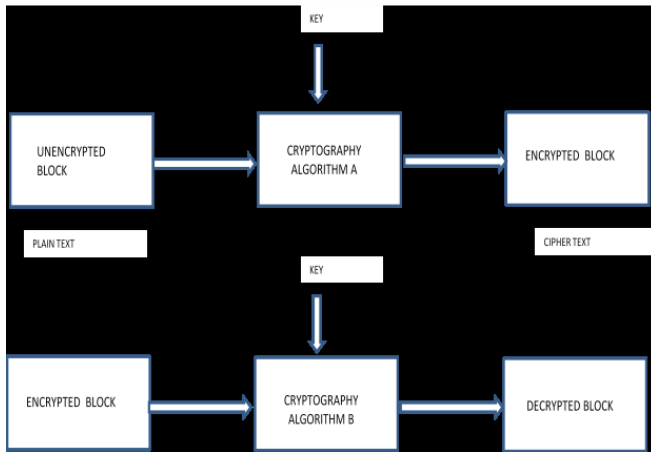 KEY
UNENCRYPTED
BLOCK
CRYPTOGRAPHY
ALGORITHM A
ENCRYPTED BLOCK
PLAIN TEXT
CIPHER TEXT
KEY
ENCRYPTED BLOCK
CRYPTOGRAPHY
ALGORITHM B
DECRYPTED BLOCK